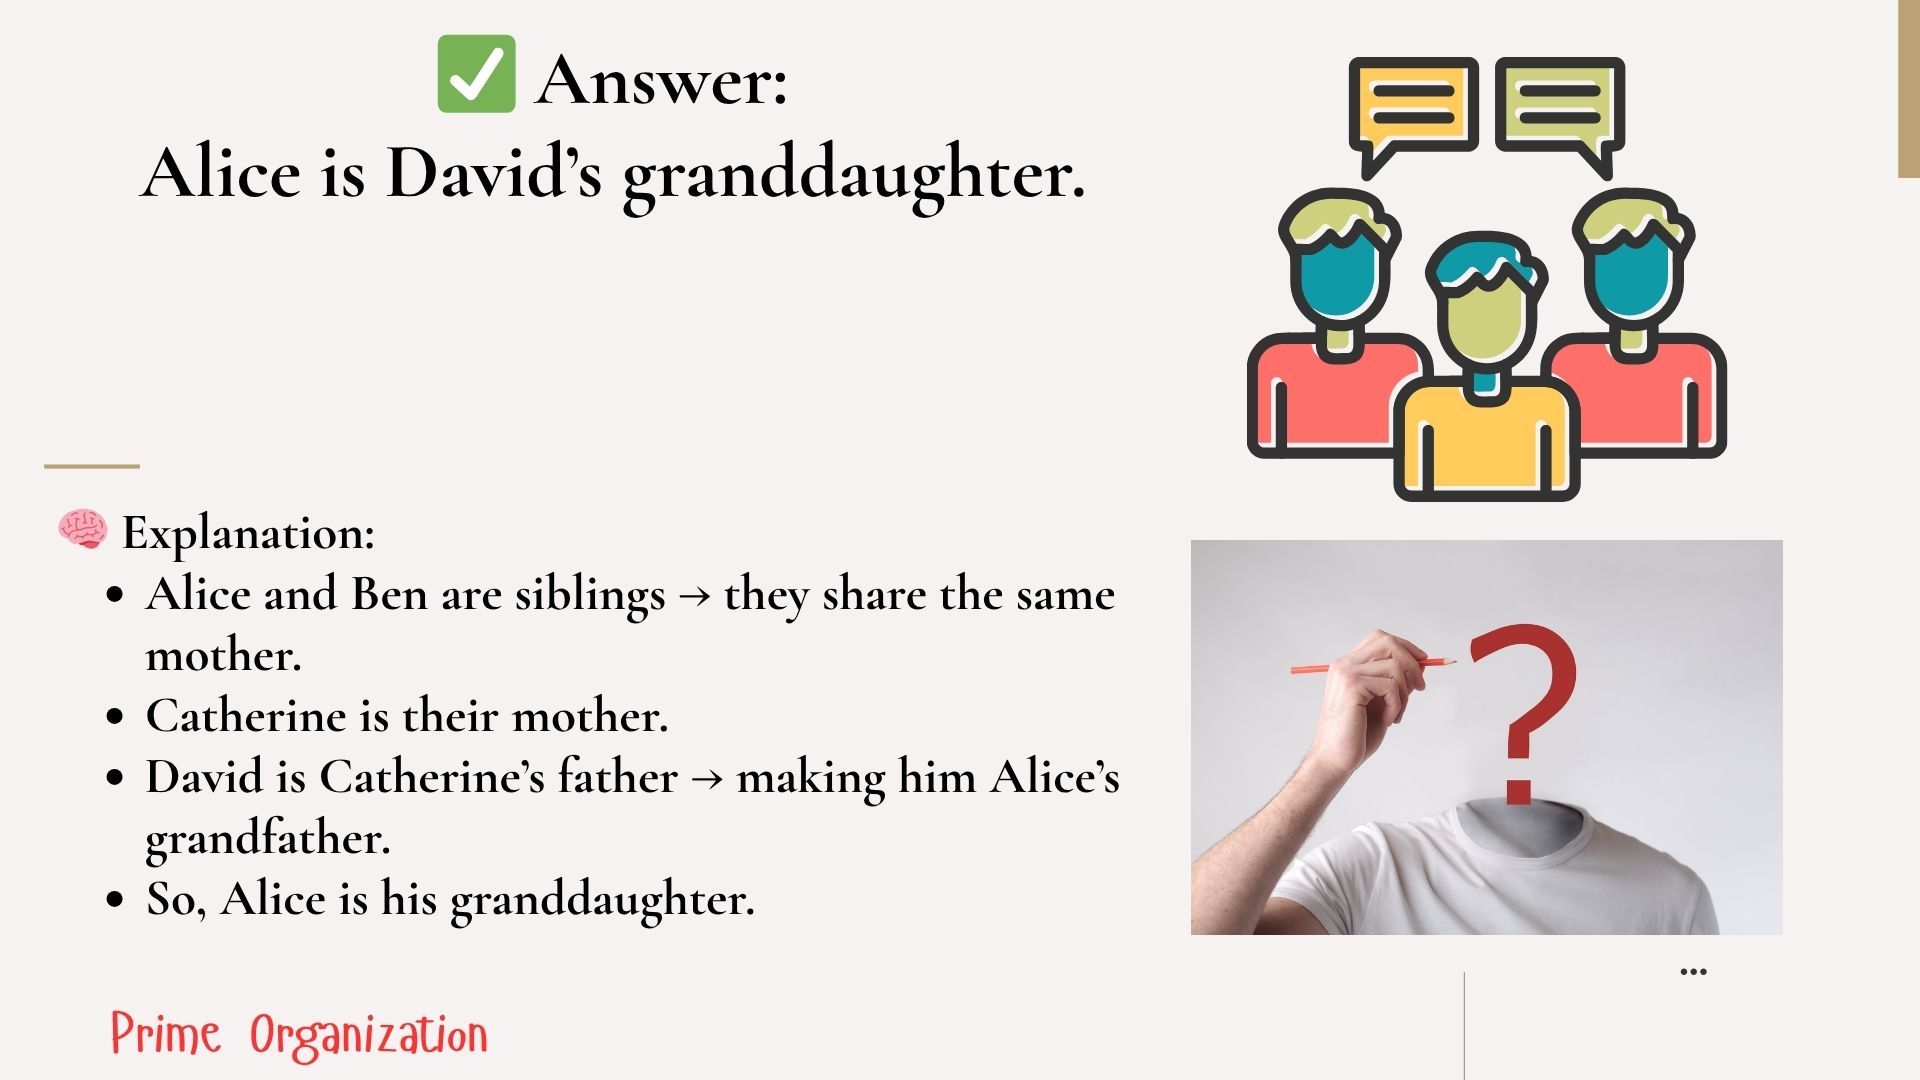 ✅ Answer:
Alice is David’s granddaughter.
🧠 Explanation:
• Alice and Ben are siblings → they share the same
mother.
• Catherine is their mother.
• David is Catherine’s father → making him Alice’s
grandfather.
• So, Alice is his granddaughter.
?
...
Prime Organization